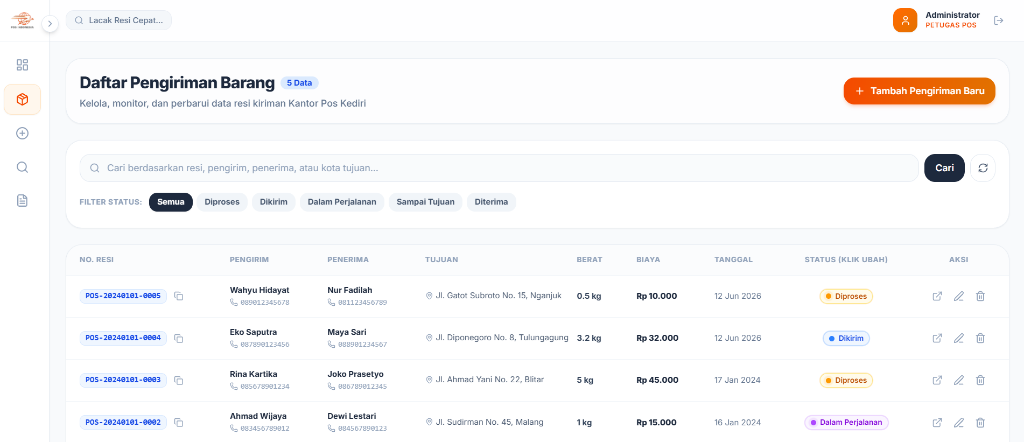 POS INDONESIA
Lacak Resi Cepat...
Administrator
PETUGAS POS
Daftar Pengiriman Barang
5 Data
Kelola, monitor, dan perbarui data resi kiriman Kantor Pos Kediri
+ Tambah Pengiriman Baru
Cari berdasarkan resi, pengirim, penerima, atau kota tujuan...
Cari
FILTER STATUS: Semua Diproses Dikirim Dalam Perjalanan Sampai Tujuan Diterima
NO. RESI PENGIRIM PENERIMA TUJUAN BERAT BIAYA TANGGAL STATUS (KLIK UBAH) AKSI
Wahyu Hidayat Nur Fadilah
POS-20240101-0005 Jl. Gatot Subroto No. 15, Nganjuk 0.5 kg Rp 10.000 12 Jun 2026 Diproses
089012345678 081123456789
Eko Saputra Maya Sari
POS-20240101-0004 Jl. Diponegoro No. 8, Tulungagung 3.2 kg Rp 32.000 12 Jun 2026 Dikirim
087890123456 088901234567
Rina Kartika Joko Prasetyo
POS-20240101-0003 Jl. Ahmad Yani No. 22, Blitar 5 kg Rp 45.000 17 Jan 2024 Diproses
085678901234 086789012345
Ahmad Wijaya Dewi Lestari
POS-20240101-0002 Jl. Sudirman No. 45, Malang 1 kg Rp 15.000 16 Jan 2024 Dalam Perjalanan
083456789012 084567890123